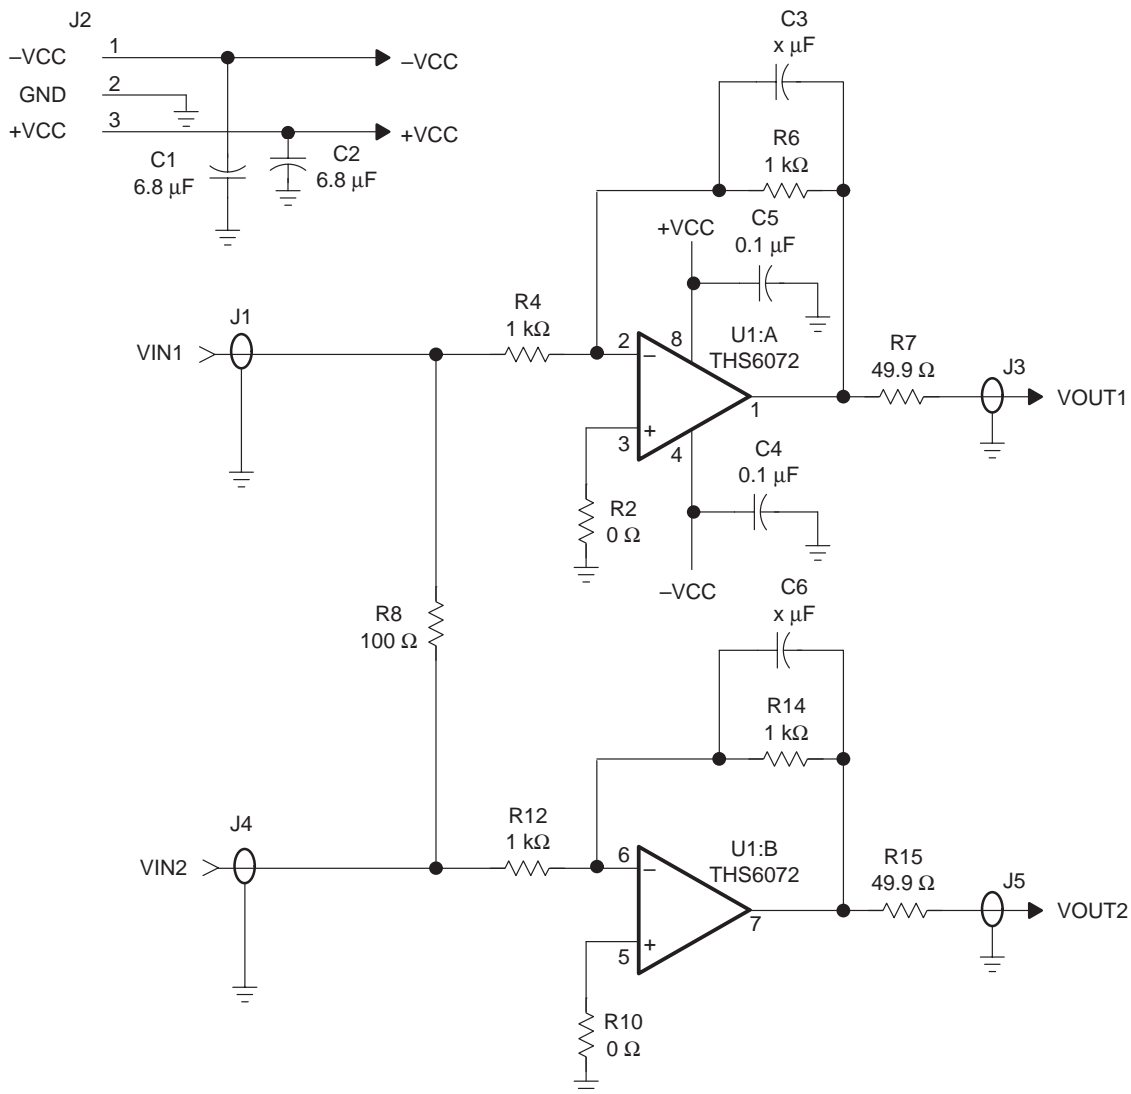 J2
–VCC 1 –VCC
GND 2
+VCC 3 +VCC
C1
6.8 µF
C2
6.8 µF
C3
x µF
R6
1 kΩ
C5
0.1 µF
+VCC
VIN1
J1
R4
1 kΩ
2
–
8
U1:A
THS6072
1
3
+
4
R7
49.9 Ω
J3
VOUT1
C4
0.1 µF
R2
0 Ω
–VCC
R8
100 Ω
C6
x µF
R14
1 kΩ
VIN2
J4
R12
1 kΩ
6
–
U1:B
THS6072
7
5
+
R15
49.9 Ω
J5
VOUT2
R10
0 Ω